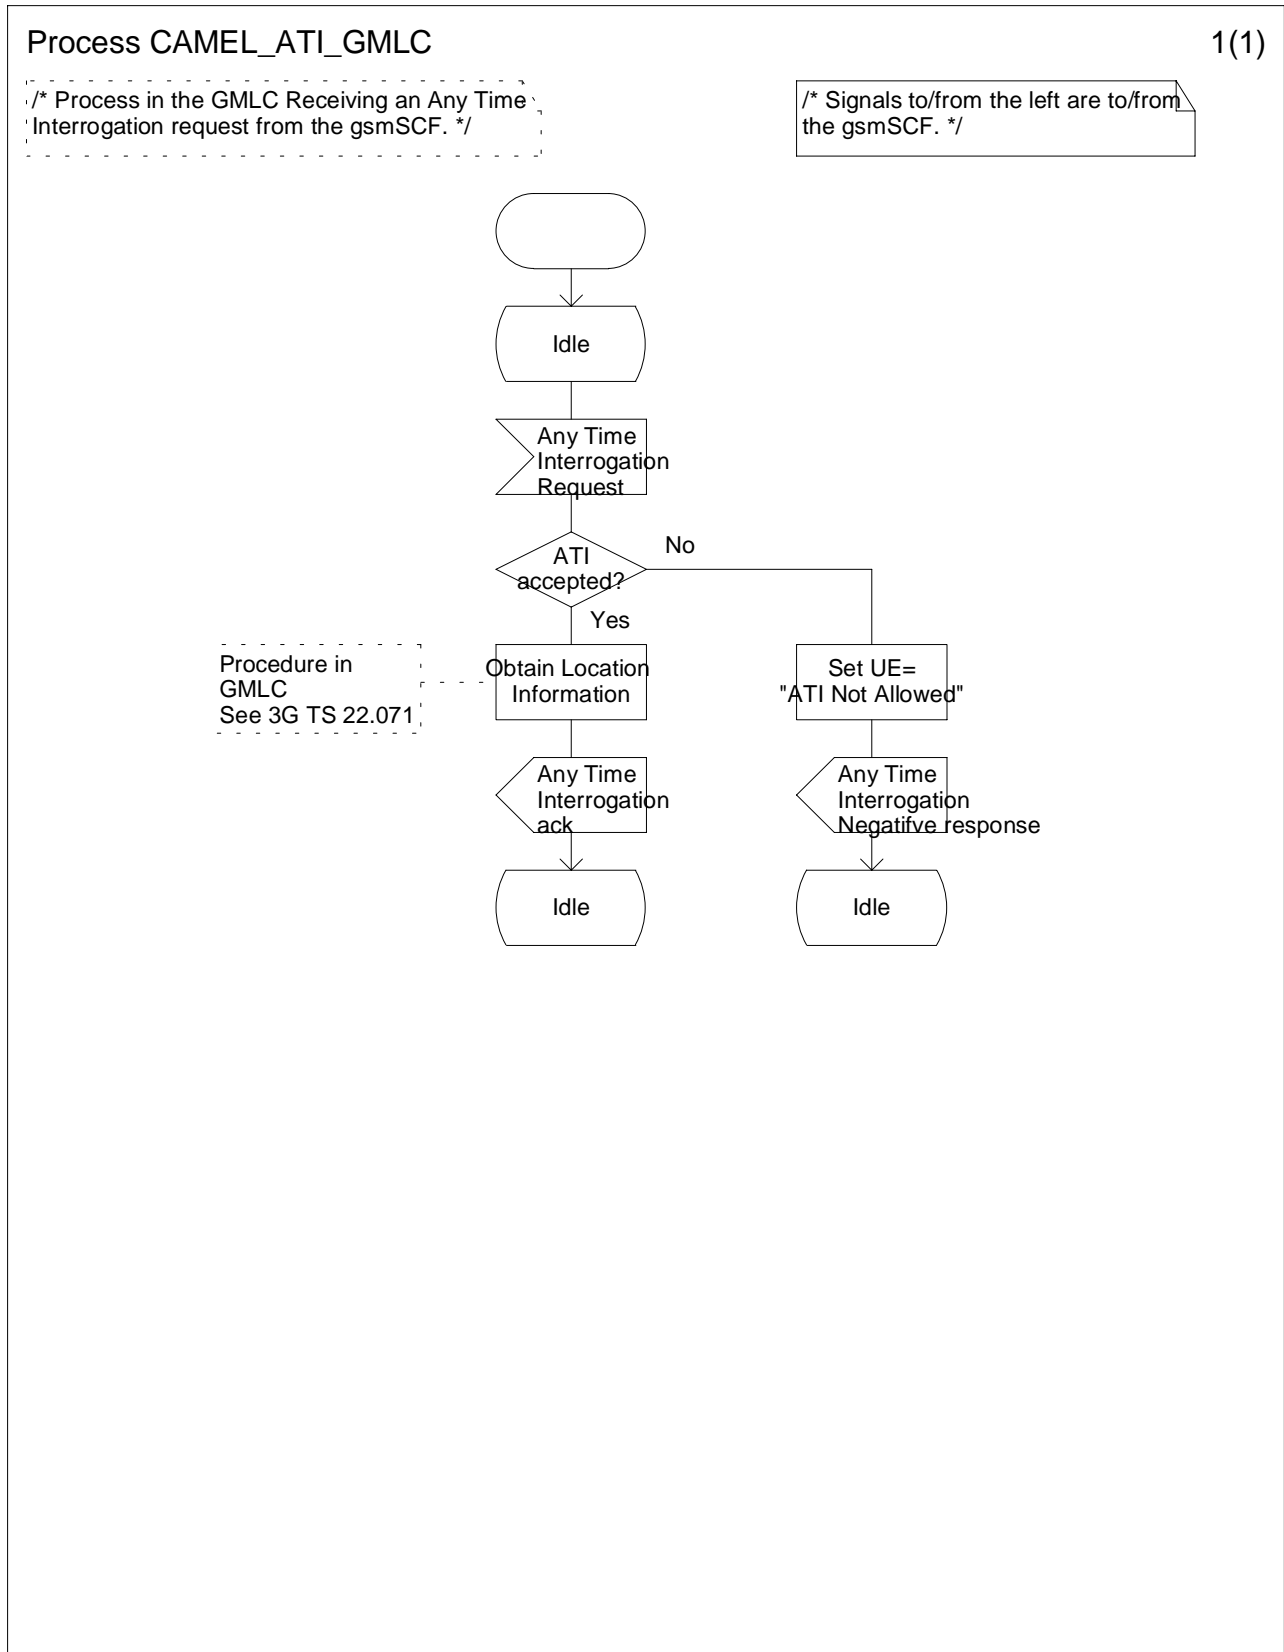 Process CAMEL_ATI_GMLC
1(1)
/* Process in the GMLC Receiving an Any Time
Interrogation request from the gsmSCF. */
/* Signals to/from the left are to/from
the gsmSCF. */
Idle
Any Time
Interrogation
Request
ATI
accepted?
No
Yes
Procedure in
GMLC
See 3G TS 22.071
Obtain Location
Information
Set UE=
"ATI Not Allowed"
Any Time
Interrogation
ack
Any Time
Interrogation
Negatifve response
Idle
Idle